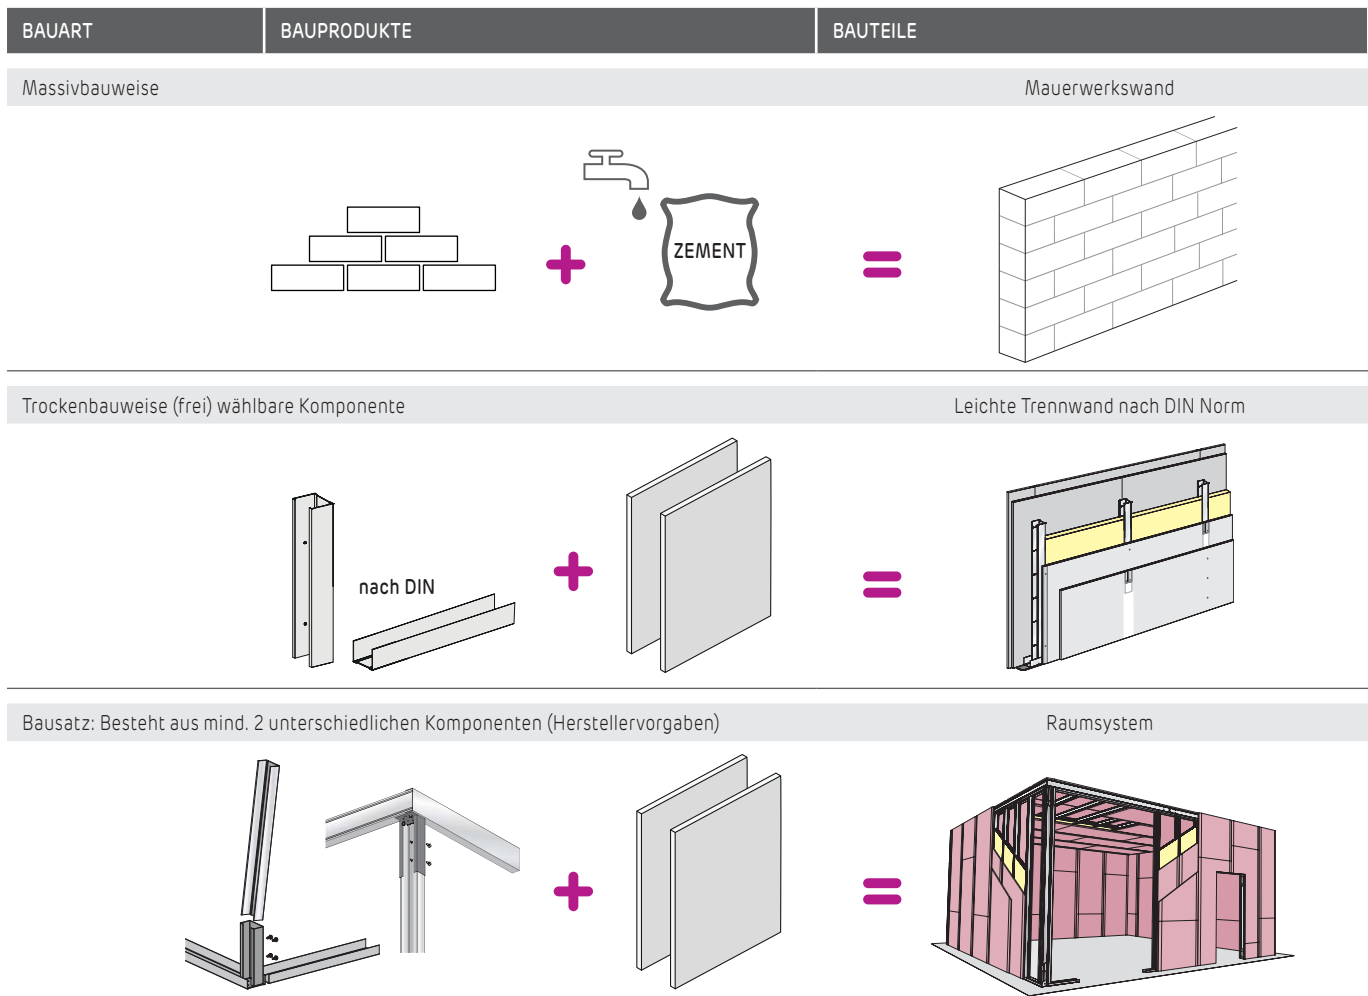 BAUART
BAUPRODUKTE
BAUTEILE
Massivbauweise
Mauerwerkswand
ZEMENT
Trockenbauweise (frei) wählbare Komponente
Leichte Trennwand nach DIN Norm
nach DIN
Bausatz: Besteht aus mind. 2 unterschiedlichen Komponenten (Herstellervorgaben)
Raumsystem